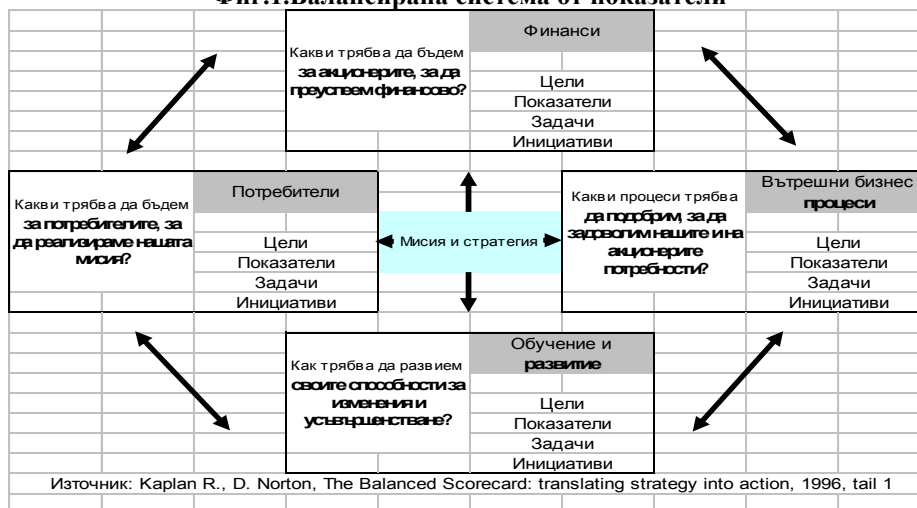 Фиг.1.Балансирана система от показатели
Какви трябва да бъдем
за акционерите, за да
преуспеем финансово?
Финанси
Цели
Показатели
Задачи
Инициативи
Какви трябва да бъдем
за потребителите, за
да реализираме нашата
мисия?
Потребители
Цели
Показатели
Задачи
Инициативи
Мисия и стратегия
Какви процеси трябва
да подобрим, за да
задоволим нашите и на
акционерите
потребности?
Вътрешни бизнес
процеси
Цели
Показатели
Задачи
Инициативи
Как трябва да развием
своите способности за
изменения и
усъвършенстване?
Обучение и
развитие
Цели
Показатели
Задачи
Инициативи
Източник: Kaplan R., D. Norton, The Balanced Scorecard: translating strategy into action, 1996, tail 1